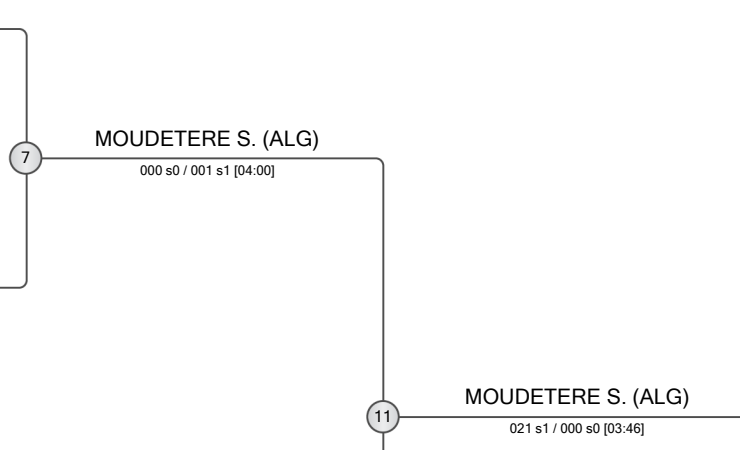 MOUDETERE S. (ALG)
7
000 s0 / 001 s1 [04:00]
MOUDETERE S. (ALG)
11
021 s1 / 000 s0 [03:46]